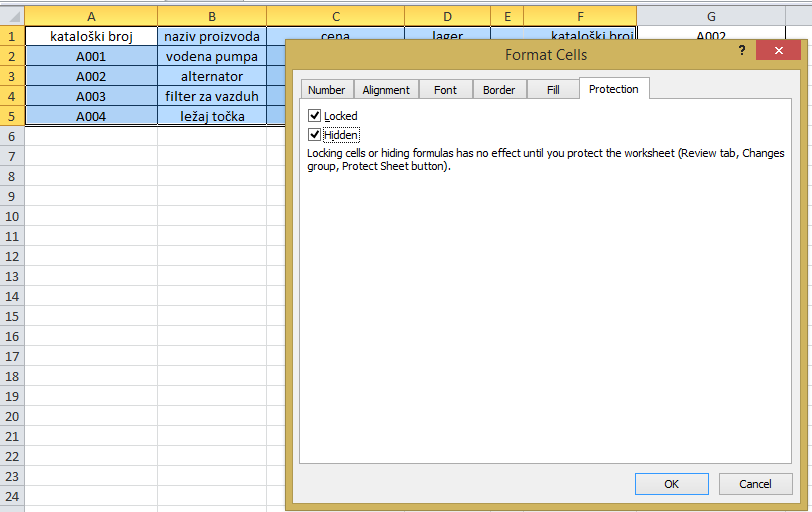 A B C D E F G
1 kataloški broj naziv proizvoda cena lager kataloški broj A002
2 A001 vodena pumpa
3 A002 alternator
4 A003 filter za vazduh
5 A004 ležaj točka
6
7
8
9
10
11
12
13
14
15
16
17
18
19
20
21
22
23
24
Format Cells
? ✕
Number Alignment Font Border Fill Protection
Locked
Hidden
Locking cells or hiding formulas has no effect until you protect the worksheet (Review tab, Changes
group, Protect Sheet button).
OK Cancel